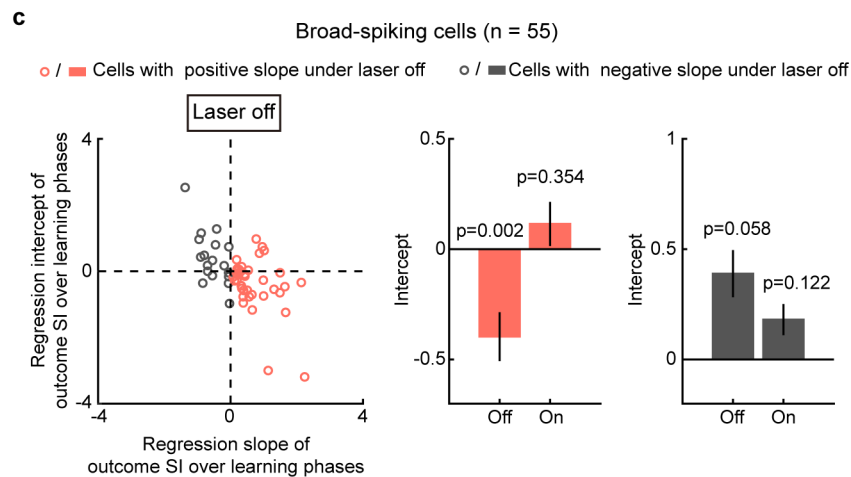 c
Broad-spiking cells (n = 55)
/ Cells with positive slope under laser off
/ Cells with negative slope under laser off
Laser off
Regression intercept of
outcome SI over learning phases
4
0
-4
-4
0
4
Regression slope of
outcome SI over learning phases
Intercept
0.5
0
-0.5
p=0.002
p=0.354
Off
On
Intercept
1
0.5
0
p=0.058
p=0.122
Off
On